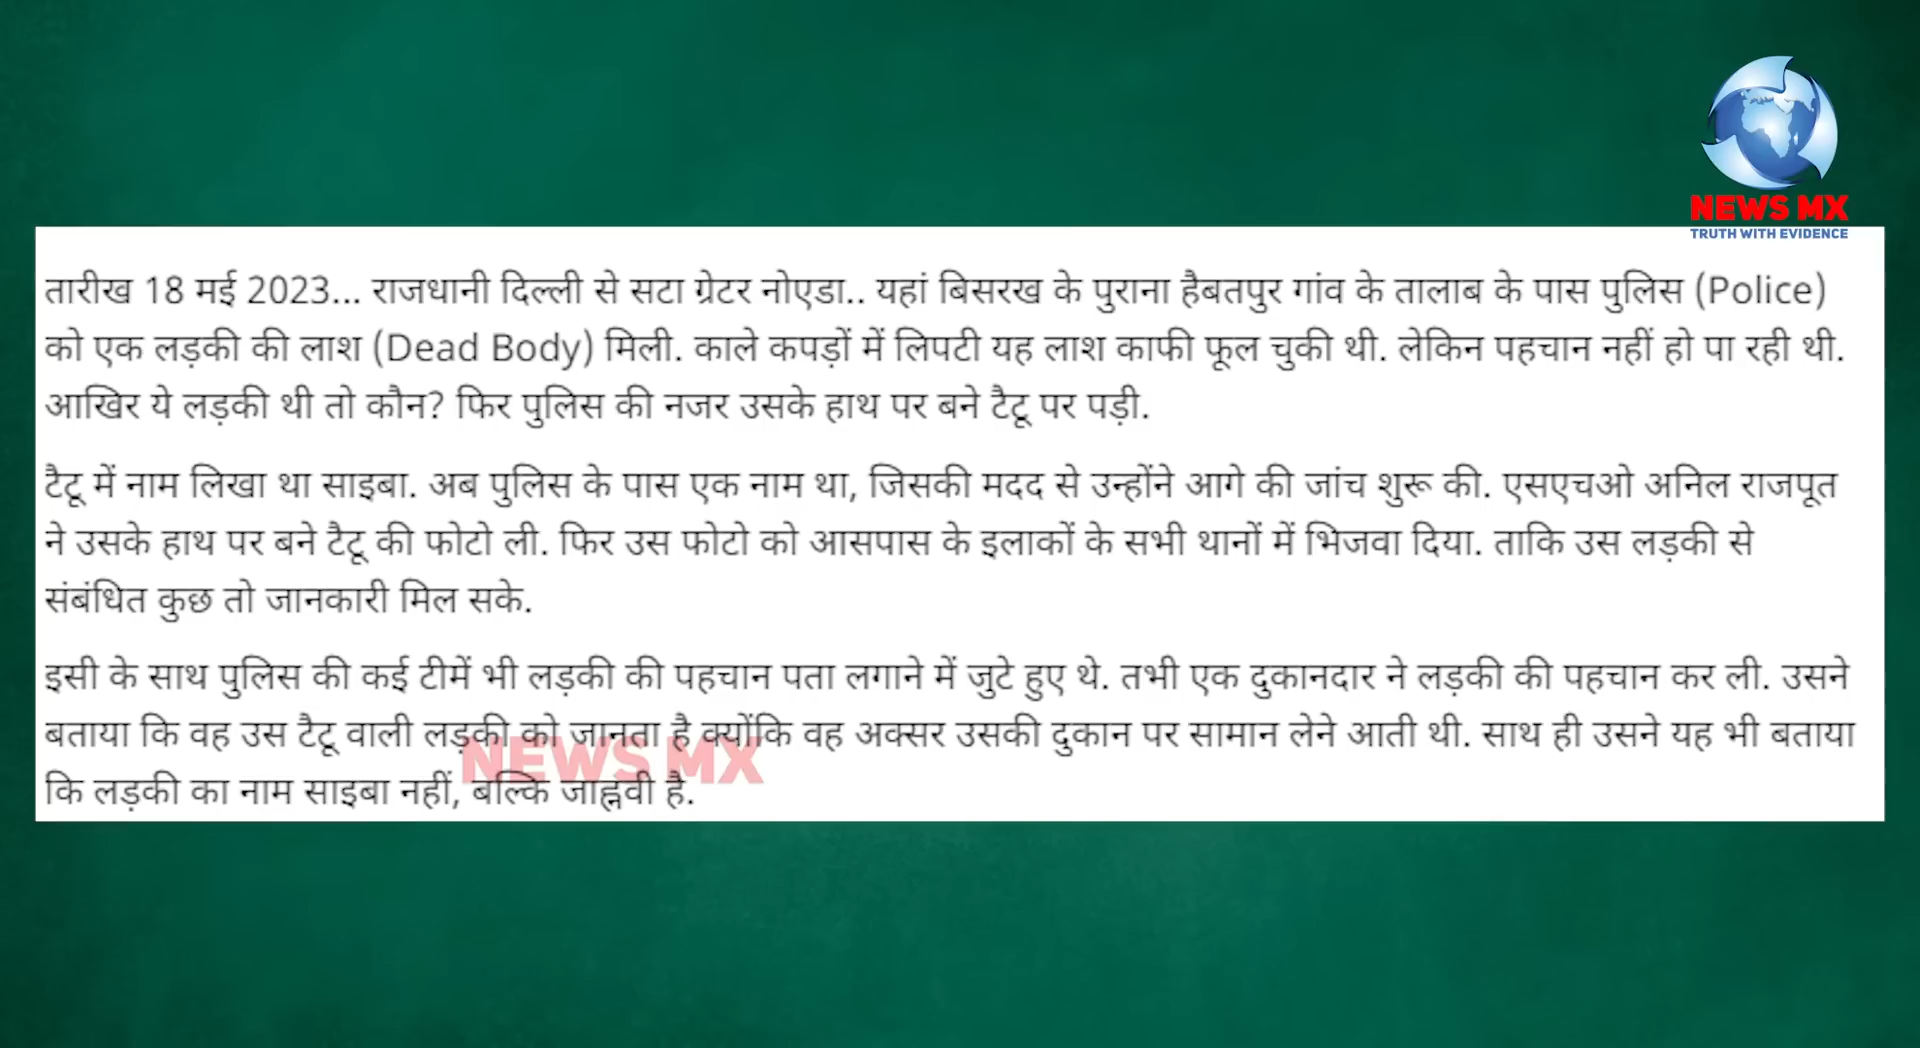 NEWS MX
TRUTH WITH EVIDENCE
तारीख 18 मई 2023... राजधानी दिल्ली से सटा ग्रेटर नोएडा.. यहां बिसरख के पुराना हैबतपुर गांव के तालाब के पास पुलिस (Police)
को एक लड़की की लाश (Dead Body) मिली. काले कपड़ों में लिपटी यह लाश काफी फूल चुकी थी. लेकिन पहचान नहीं हो पा रही थी.
आखिर ये लड़की थी तो कौन? फिर पुलिस की नजर उसके हाथ पर बने टैटू पर पड़ी.
टैटू में नाम लिखा था साइबा. अब पुलिस के पास एक नाम था, जिसकी मदद से उन्होंने आगे की जांच शुरू की. एसएचओ अनिल राजपूत
ने उसके हाथ पर बने टैटू की फोटो ली. फिर उस फोटो को आसपास के इलाकों के सभी थानों में भिजवा दिया. ताकि उस लड़की से
संबंधित कुछ तो जानकारी मिल सके.
इसी के साथ पुलिस की कई टीमें भी लड़की की पहचान पता लगाने में जुटे हुए थे. तभी एक दुकानदार ने लड़की की पहचान कर ली. उसने
बताया कि वह उस टैटू वाली लड़की को जानता है क्योंकि वह अक्सर उसकी दुकान पर सामान लेने आती थी. साथ ही उसने यह भी बताया
NEWS MX
कि लड़की का नाम साइबा नहीं, बल्कि जाह्नवी है.